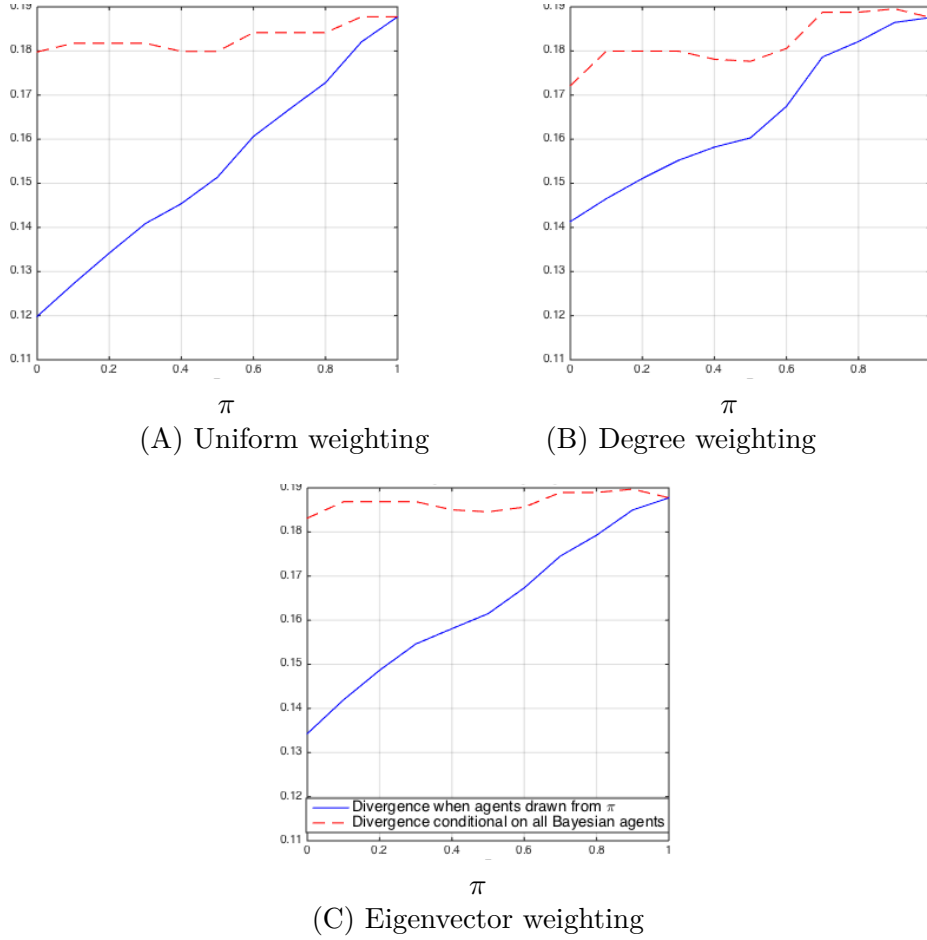 0.19
0.18
0.17
0.16
0.15
0.14
0.13
0.12
0.11
0 0.2 0.4 0.6 0.8 1
π
(A) Uniform weighting
0.19
0.18
0.17
0.16
0.15
0.14
0.13
0.12
0.11
0 0.2 0.4 0.6 0.8
π
(B) Degree weighting
0.19
0.18
0.17
0.16
0.15
0.14
0.13
0.12
0.11
Divergence when agents drawn from π
Divergence conditional on all Bayesian agents
0 0.2 0.4 0.6 0.8 1
π
(C) Eigenvector weighting